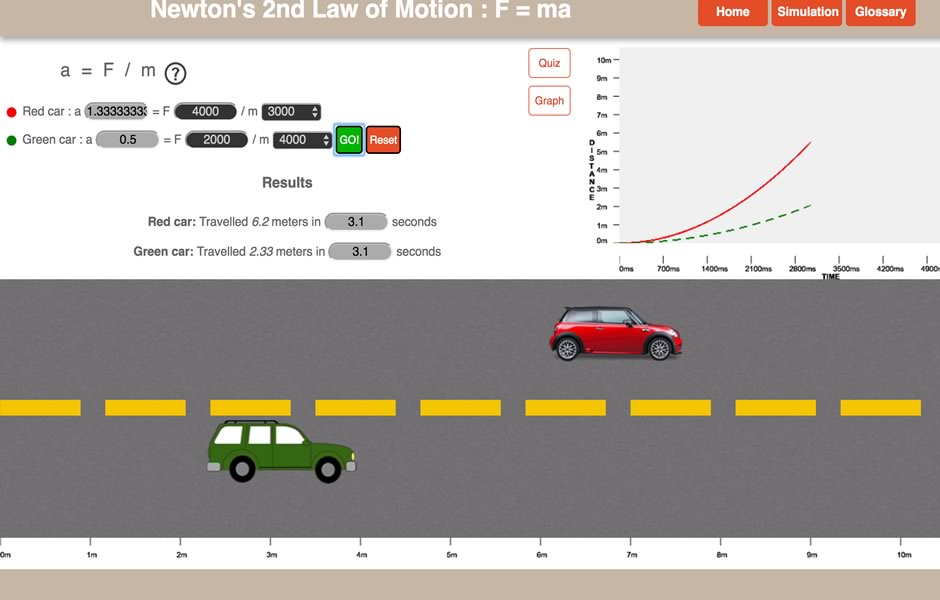 Newton's 2nd Law of Motion : F = ma
Home Simulation Glossary
a = F / m ?
Red car : a 1.33333333 = F 4000 / m 3000
Green car : a 0.5 = F 2000 / m 4000 GO! Reset
Results
Red car: Travelled 6.2 meters in 3.1 seconds
Green car: Travelled 2.33 meters in 3.1 seconds
Quiz
Graph
DISTANCE
10m
9m
8m
7m
6m
5m
4m
3m
2m
1m
0m
0ms 700ms 1400ms 2100ms 2800ms 3500ms 4200ms 4900m
TIME
0m 1m 2m 3m 4m 5m 6m 7m 8m 9m 10m